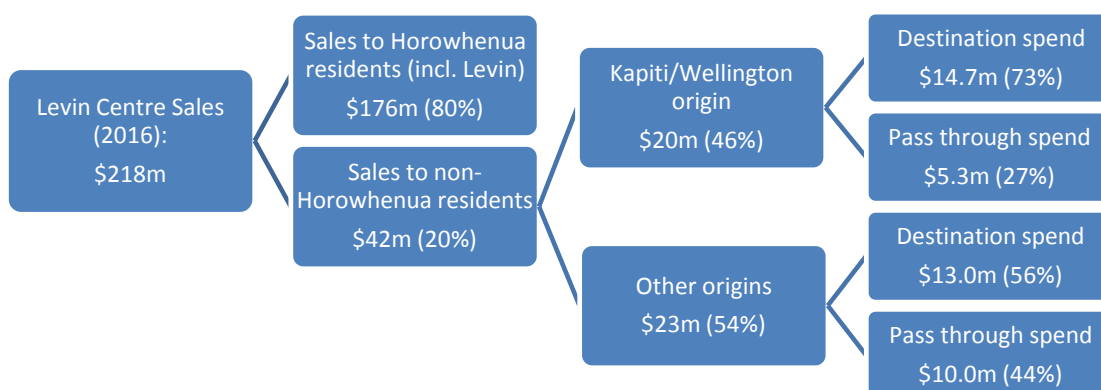 Levin Centre Sales
(2016):
$218m
Sales to Horowhenua
residents (incl. Levin)
$176m (80%)
Sales to non-
Horowhenua residents
$42m (20%)
Kapiti/Wellington
origin
$20m (46%)
Other origins
$23m (54%)
Destination spend
$14.7m (73%)
Pass through spend
$5.3m (27%)
Destination spend
$13.0m (56%)
Pass through spend
$10.0m (44%)